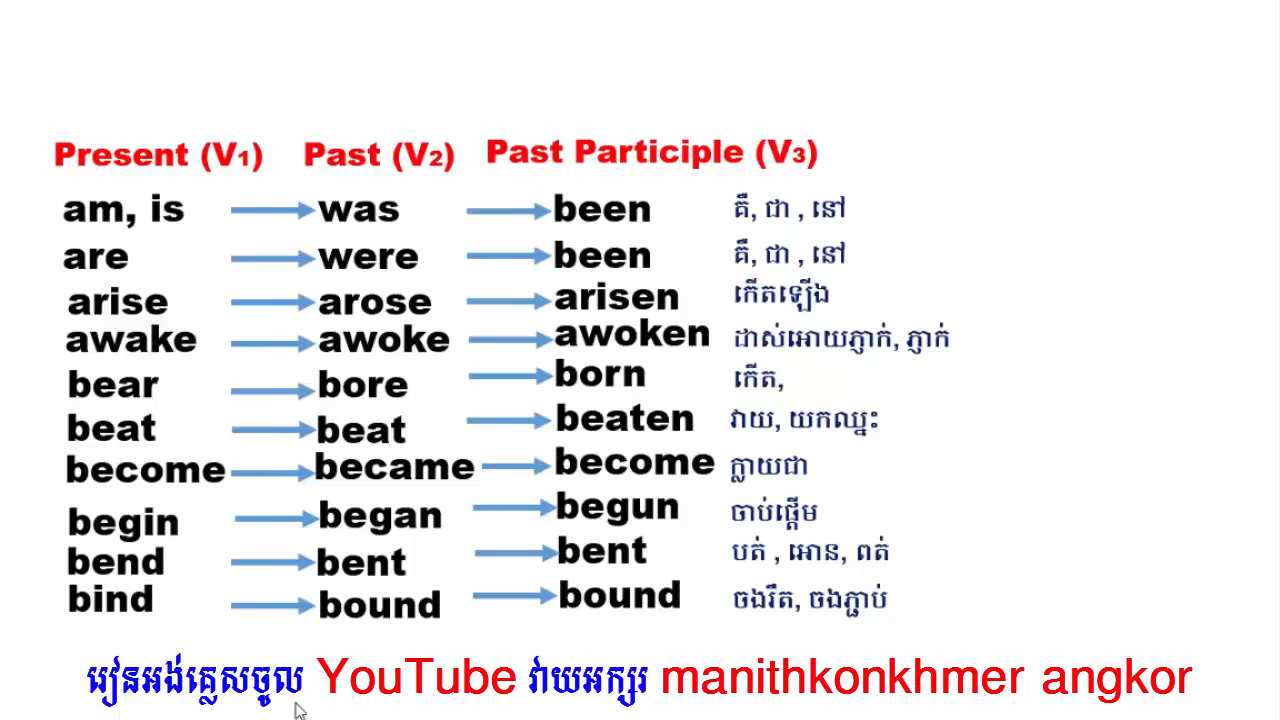 Present (V1) Past (V2) Past Participle (V3)
am, is was been គឺ, ជា , នៅ
are were been គឺ, ជា , នៅ
arise arose arisen កើតឡើង
awake awoke awoken ដាស់អោយភ្ញាក់, ភ្ញាក់
bear bore born កើត,
beat beat beaten វាយ, យកឈ្នះ
become became become ក្លាយជា
begin began begun ចាប់ផ្តើម
bend bent bent បត់ , អោន, ពត់
bind bound bound ចងរឹត, ចងភ្ជាប់
រៀនអង់គ្លេសចូល YouTube វាយអក្សរ manithkonkhmer angkor